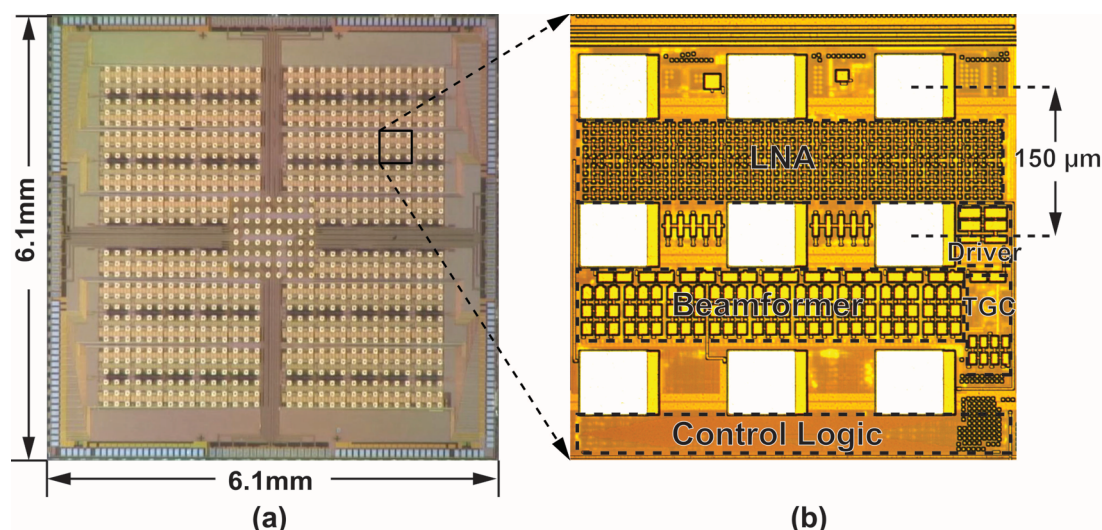 6.1mm
6.1mm
(a)
LNA
150 µm
Driver
Beamformer
TGC
Control Logic
(b)